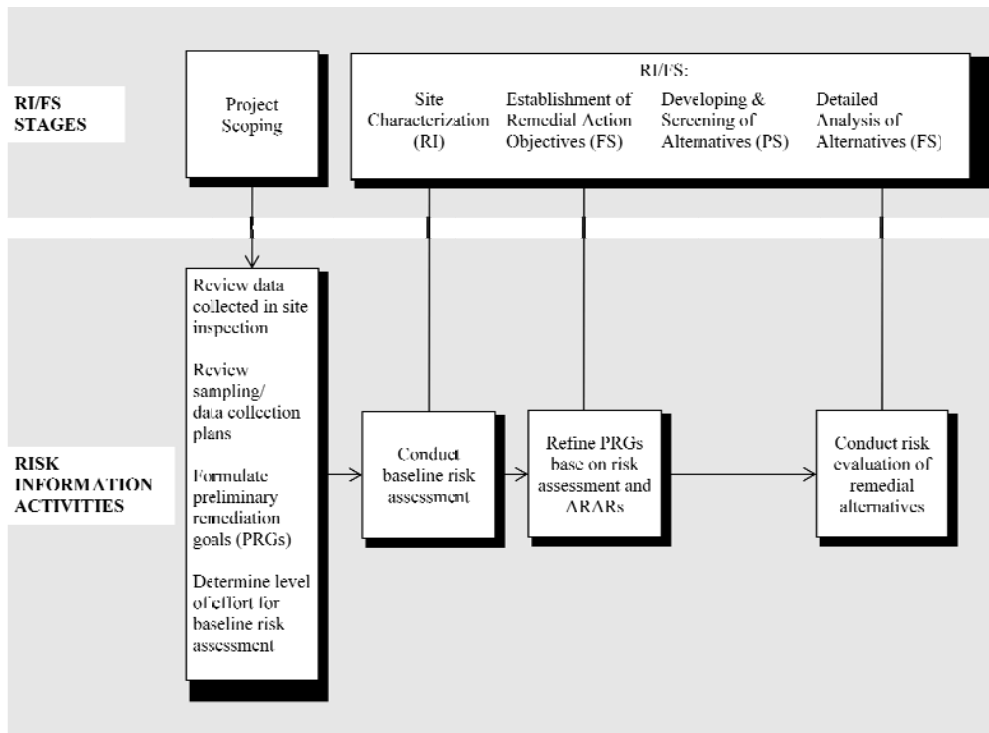 RI/FS
STAGES
Project
Scoping
RI/FS:
Site
Characterization
(RI)
Establishment of
Remedial Action
Objectives (FS)
Developing &
Screening of
Alternatives (PS)
Detailed
Analysis of
Alternatives (FS)
RISK
INFORMATION
ACTIVITIES
Review data
collected in site
inspection
Review
sampling/
data collection
plans
Formulate
preliminary
remediation
goals (PRGs)
Determine level
of effort for
baseline risk
assessment
Conduct
baseline risk
assessment
Refine PRGs
base on risk
assessment and
ARARs
Conduct risk
evaluation of
remedial
alternatives